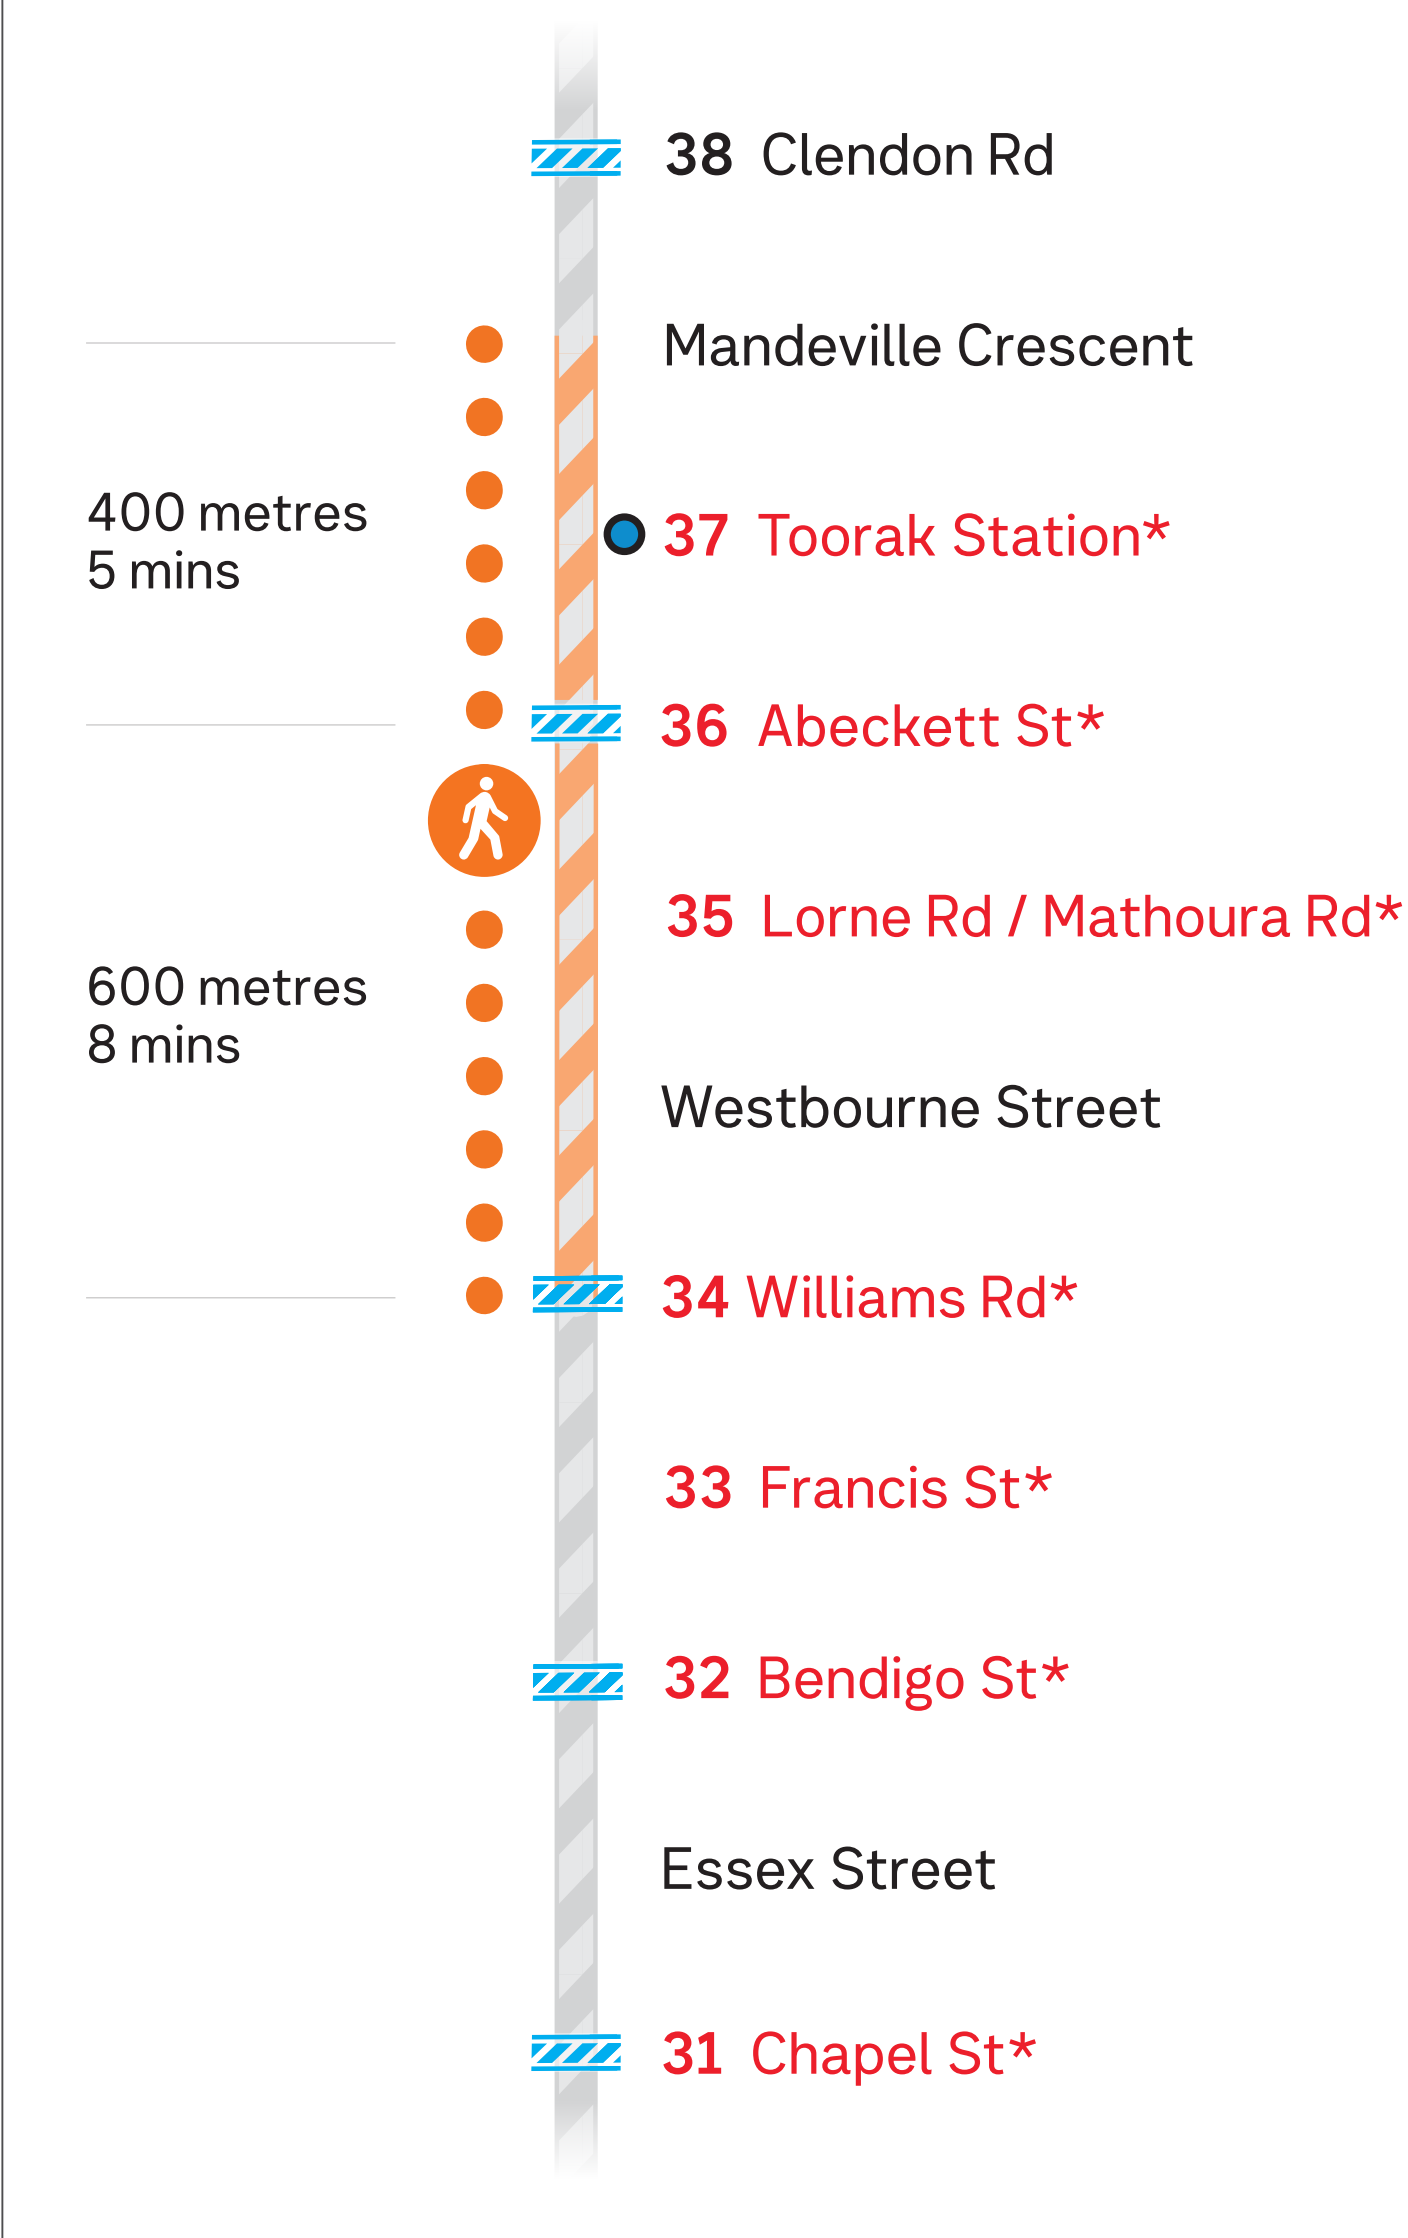 38 Clendon Rd
Mandeville Crescent
400 metres
5 mins
37 Toorak Station*
36 Abeckett St*
35 Lorne Rd / Mathoura Rd*
600 metres
8 mins
Westbourne Street
34 Williams Rd*
33 Francis St*
32 Bendigo St*
Essex Street
31 Chapel St*